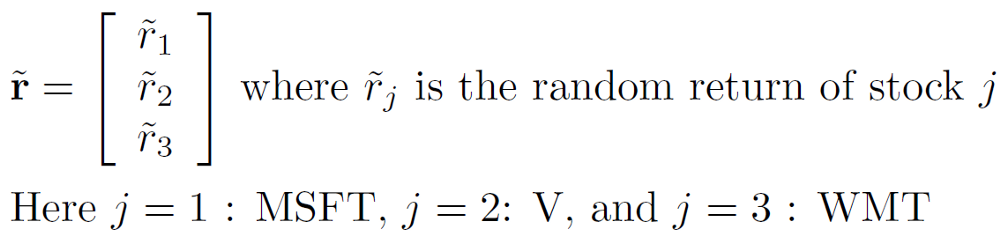 r̃ = [ r̃₁ r̃₂ r̃₃ ] where r̃ⱼ is the random return of stock j
Here j = 1 : MSFT, j = 2: V, and j = 3 : WMT